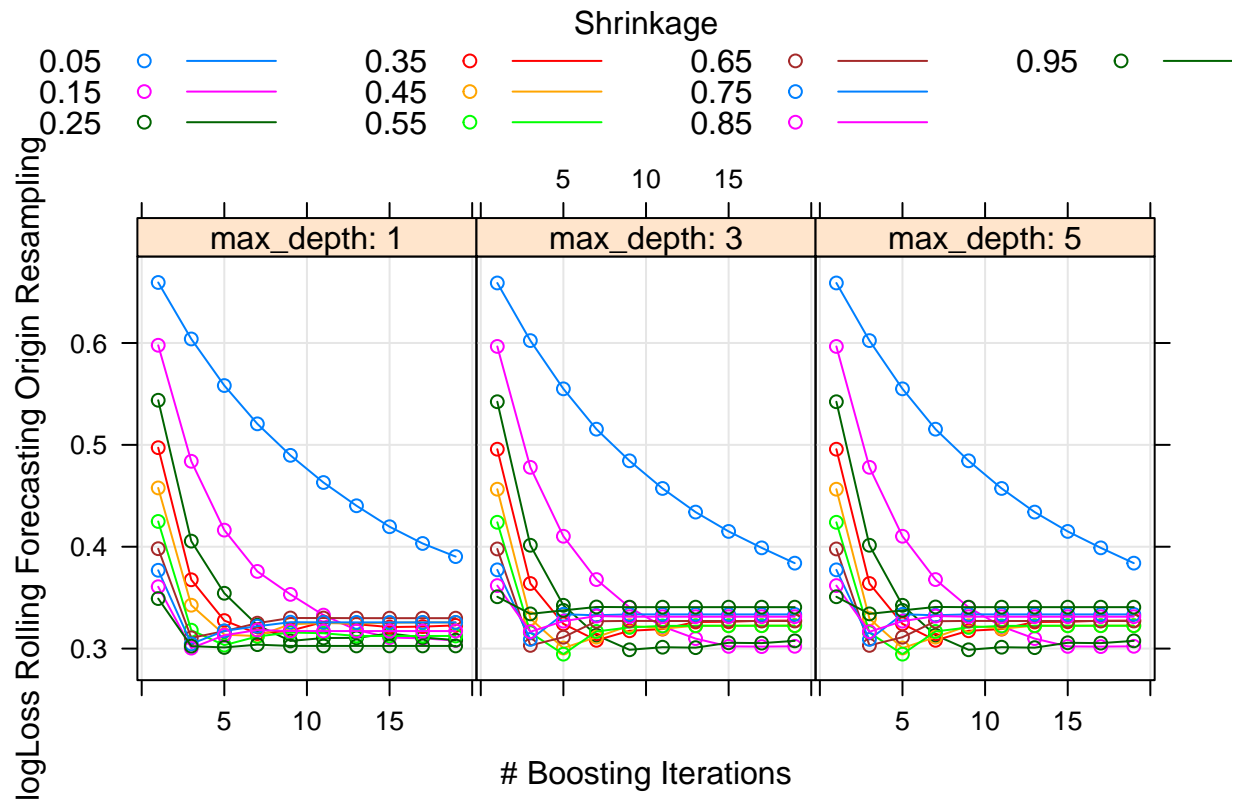 Shrinkage
0.05 0.35 0.65 0.95
0.15 0.45 0.75
0.25 0.55 0.85
5 10 15
max_depth: 1 max_depth: 3 max_depth: 5
0.6
0.5
0.4
0.3
logLoss Rolling Forecasting Origin Resampling
5 10 15 5 10 15
# Boosting Iterations